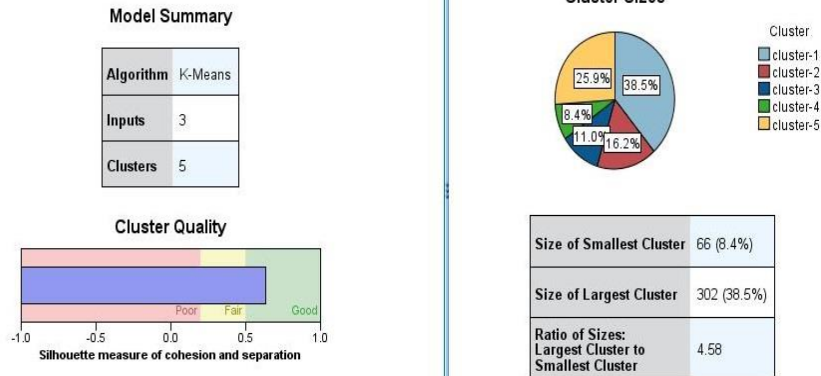 Model Summary
Algorithm K-Means
Inputs 3
Clusters 5
Cluster Quality
Poor Fair Good
-1.0 -0.5 0.0 0.5 1.0
Silhouette measure of cohesion and separation
Cluster Sizes
Cluster
cluster-1
cluster-2
cluster-3
cluster-4
cluster-5
25.9%
38.5%
8.4%
11.0%
16.2%
Size of Smallest Cluster 66 (8.4%)
Size of Largest Cluster 302 (38.5%)
Ratio of Sizes:
Largest Cluster to
Smallest Cluster
4.58